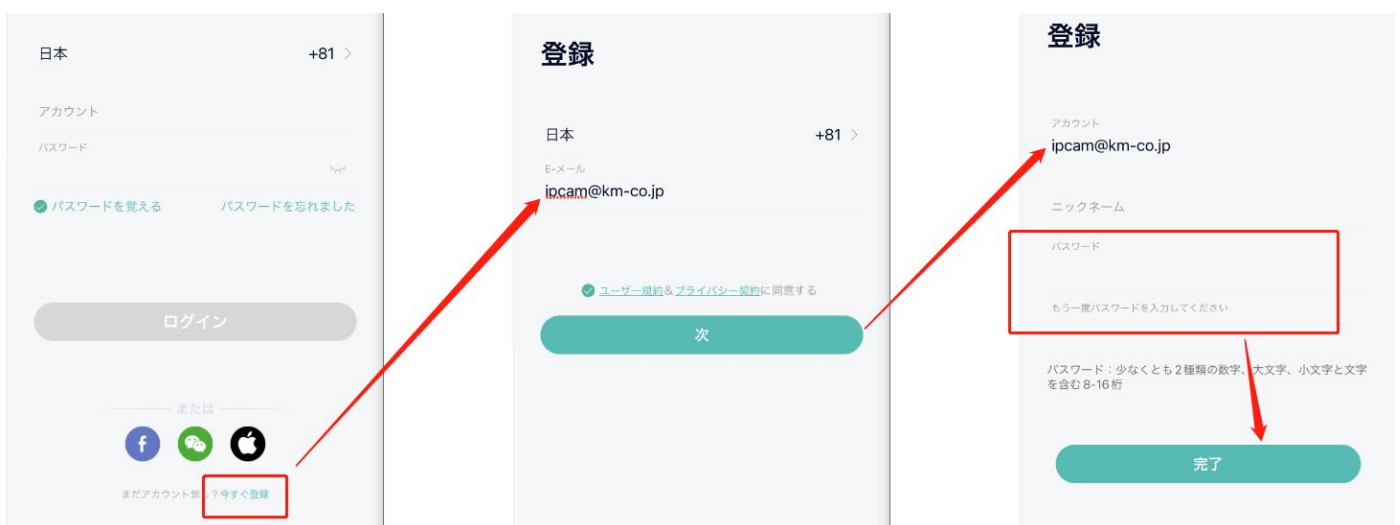 日本 +81 >
アカウント
パスワード
パスワードを覚える パスワードを忘れました
ログイン
または
まだアカウント無し?今すぐ登録
登録
日本 +81 >
E-メール
ipcam@km-co.jp
ユーザー規約&プライバシー契約に同意する
次
登録
アカウント
ipcam@km-co.jp
ニックネーム
パスワード
もう一度パスワードを入力してください
パスワード:少なくとも2種類の数字、大文字、小文字と文字
を含む8-16桁
完了